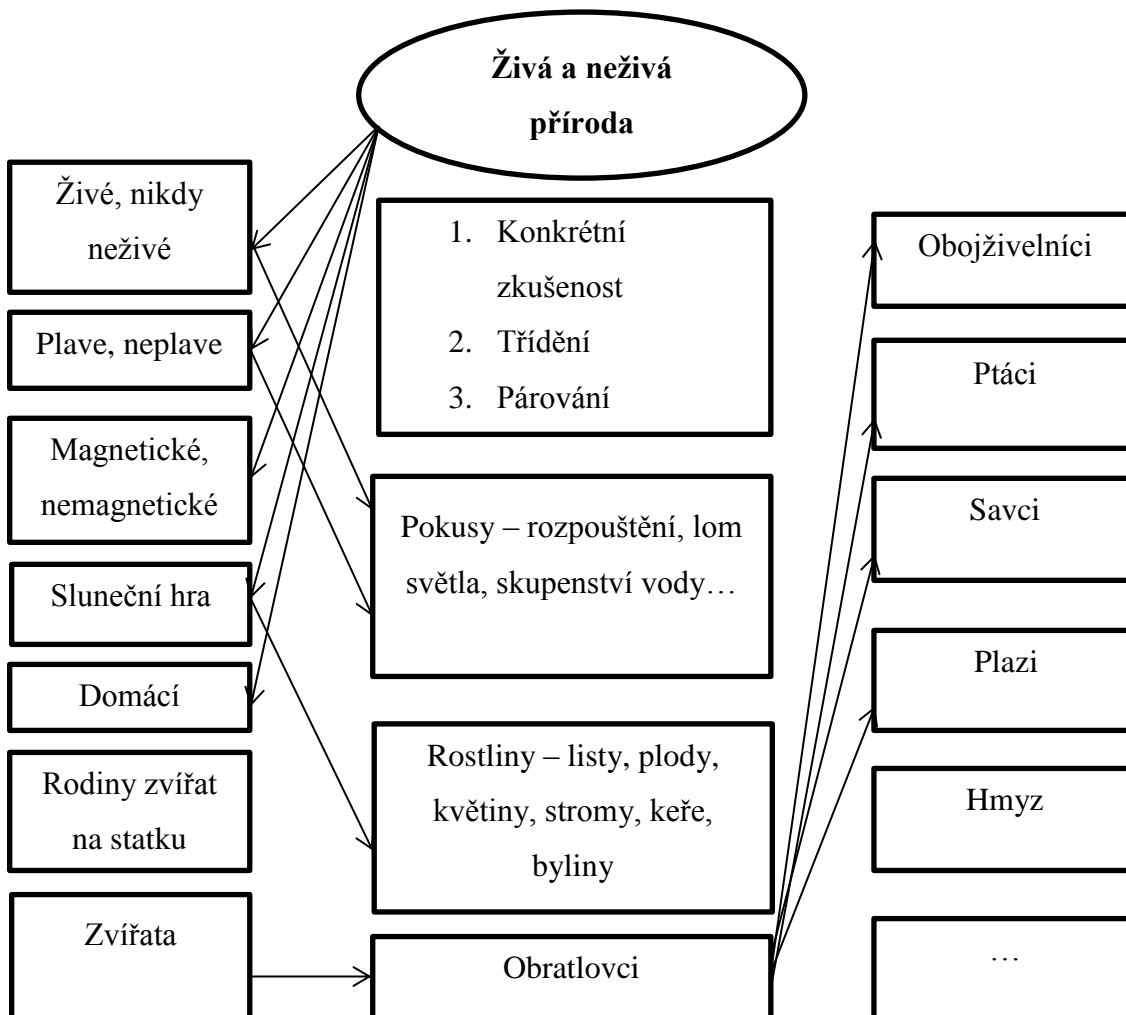 Živá a neživá
příroda
Živé, nikdy
neživé
Plave, neplave
Magnetické,
nemagnetické
Sluneční hra
Domácí
Rodiny zvířat
na statku
Zvířata
1. Konkrétní
zkušenost
2. Třídění
3. Párování
Pokusy – rozpouštění, lom
světla, skupenství vody…
Rostliny – listy, plody,
květiny, stromy, keře,
byliny
Obratlovci
Obojživelníci
Ptáci
Savci
Plazi
Hmyz
…